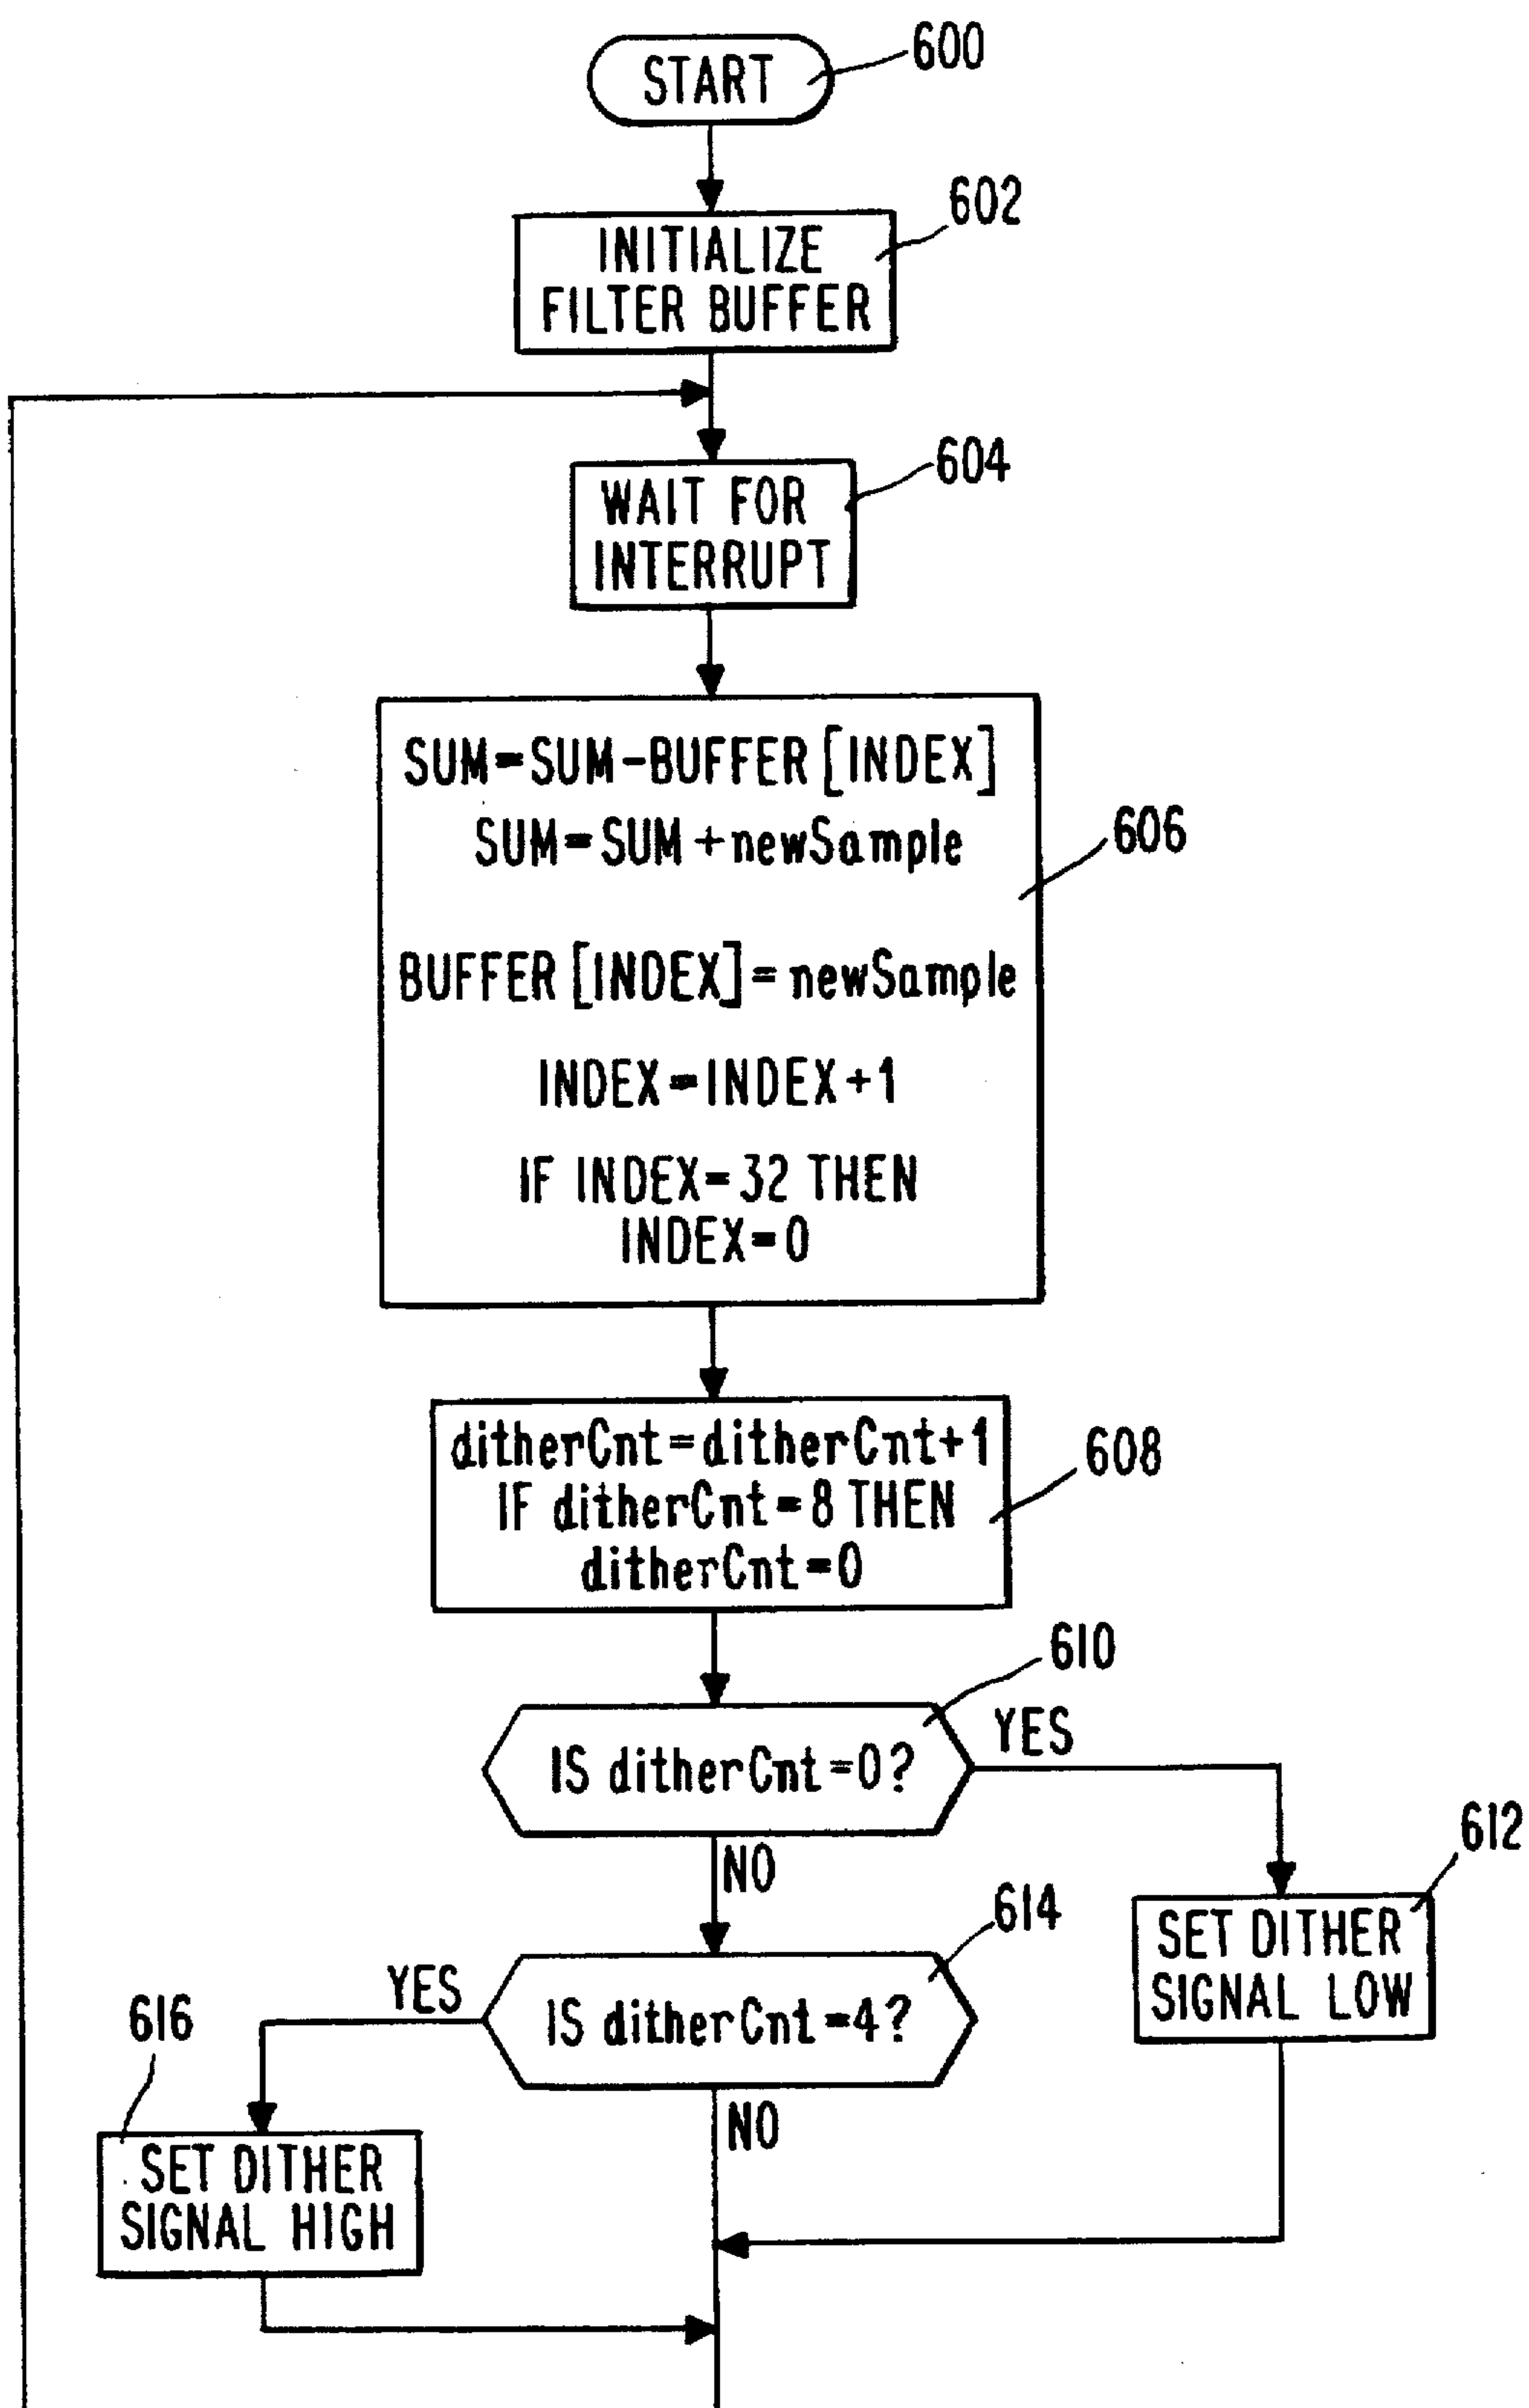 START
600
602
INITIALIZE
FILTER BUFFER
604
WAIT FOR
INTERRUPT
SUM=SUM-BUFFER[INDEX]
SUM=SUM+newSample
606
BUFFER[INDEX]=newSample
INDEX=INDEX+1
IF INDEX=32 THEN
INDEX=0
ditherCnt=ditherCnt+1
608
IF ditherCnt=8 THEN
ditherCnt=0
610
YES
IS ditherCnt=0?
612
NO
614
SET DITHER
SIGNAL LOW
YES
616
IS ditherCnt=4?
NO
SET DITHER
SIGNAL HIGH